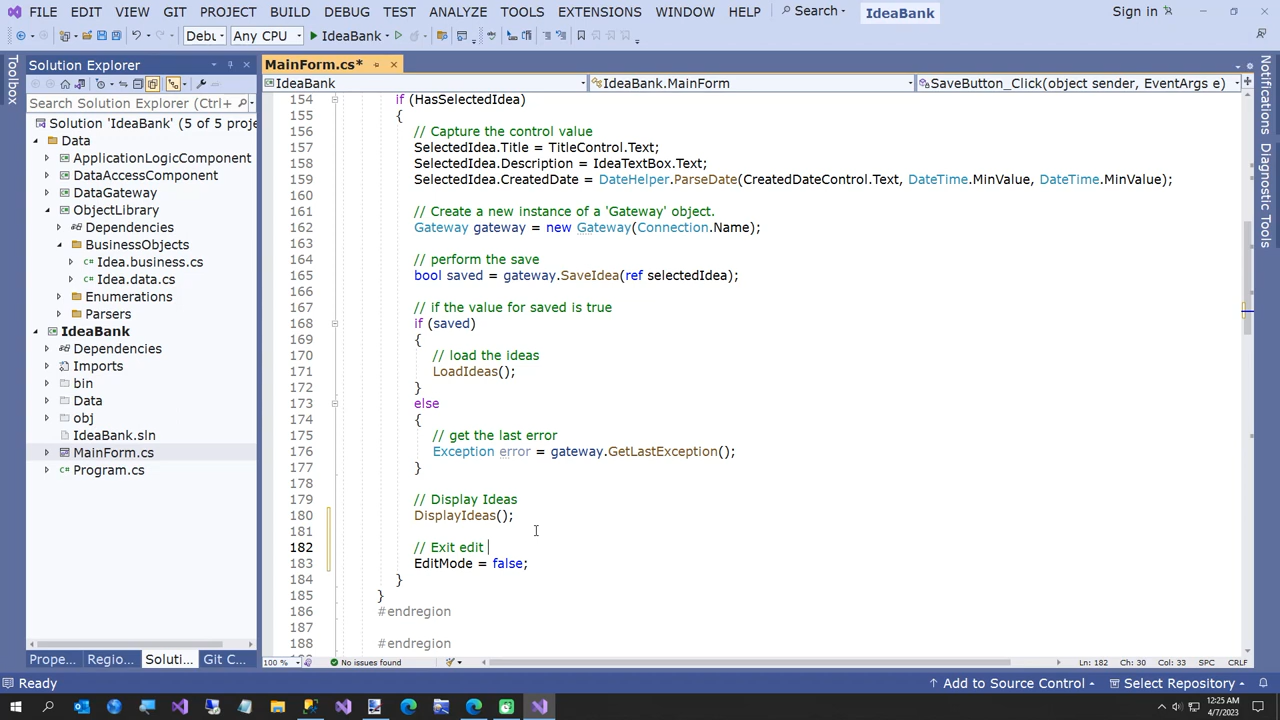 FILE EDIT VIEW GIT PROJECT BUILD DEBUG TEST ANALYZE TOOLS EXTENSIONS WINDOW HELP Search IdeaBank Sign in
Debu Any CPU IdeaBank
Toolbox
Solution Explorer
Search Solution Explorer (Ctrl+
Solution 'IdeaBank' (5 of 5 proje
Data
ApplicationLogicComponent
DataAccessComponent
DataGateway
ObjectLibrary
Dependencies
BusinessObjects
Idea.business.cs
Idea.data.cs
Enumerations
Parsers
IdeaBank
Dependencies
Imports
bin
Data
obj
IdeaBank.sln
MainForm.cs
Program.cs
Prope... Regio... Soluti... Git C...
MainForm.cs*
IdeaBank IdeaBank.MainForm SaveButton_Click(object sender, EventArgs e)
154 if (HasSelectedIdea)
155 {
156 // Capture the control value
157 SelectedIdea.Title = TitleControl.Text;
158 SelectedIdea.Description = IdeaTextBox.Text;
159 SelectedIdea.CreatedDate = DateHelper.ParseDate(CreatedDateControl.Text, DateTime.MinValue, DateTime.MinValue);
160
161 // Create a new instance of a 'Gateway' object.
162 Gateway gateway = new Gateway(Connection.Name);
163
164 // perform the save
165 bool saved = gateway.SaveIdea(ref selectedIdea);
166
167 // if the value for saved is true
168 if (saved)
169 {
170 // load the ideas
171 LoadIdeas();
172 }
173 else
174 {
175 // get the last error
176 Exception error = gateway.GetLastException();
177 }
178
179 // Display Ideas
180 DisplayIdeas();
181
182 // Exit edit
183 EditMode = false;
184 }
185 }
186 #endregion
187
188 #endregion
100 % No issues found Ln: 182 Ch: 30 Col: 33 SPC CRLF
Notifications
Diagnostic Tools
Ready Add to Source Control Select Repository
12:25 AM
4/7/2023